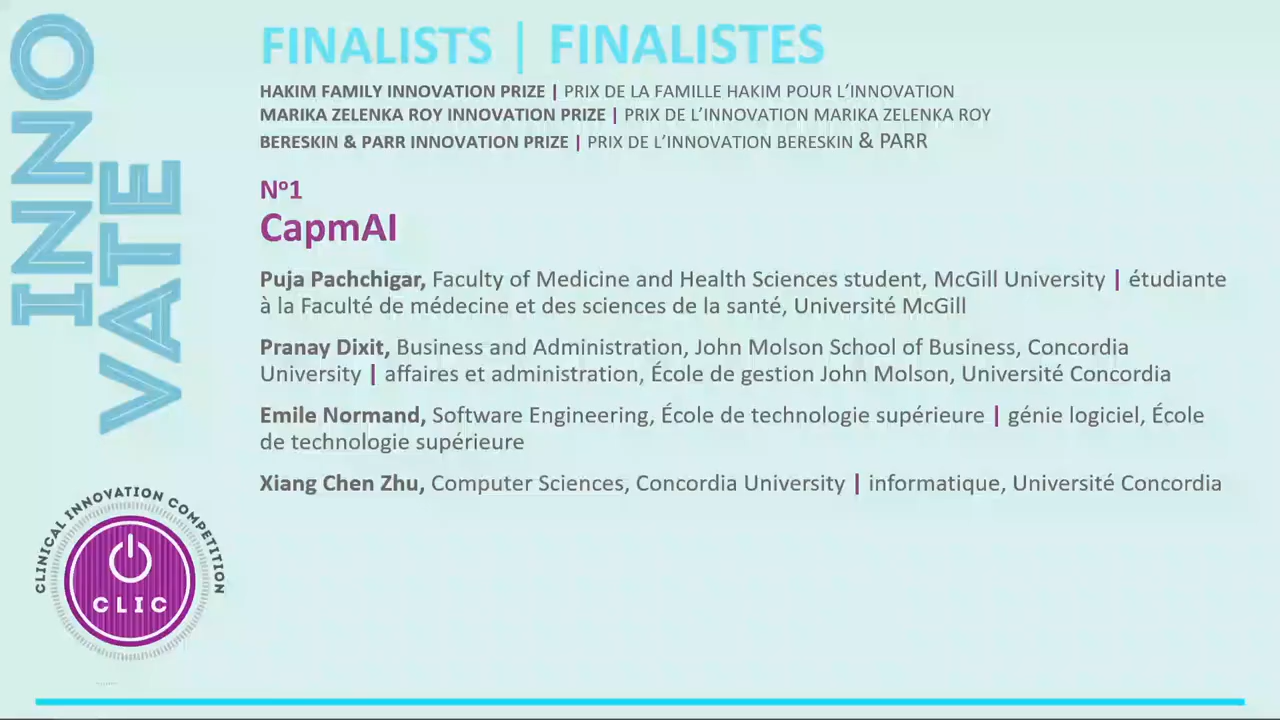 INNO
VATE
FINALISTS | FINALISTES
HAKIM FAMILY INNOVATION PRIZE | PRIX DE LA FAMILLE HAKIM POUR L’INNOVATION
MARIKA ZELENKA ROY INNOVATION PRIZE | PRIX DE L’INNOVATION MARIKA ZELENKA ROY
BERESKIN & PARR INNOVATION PRIZE | PRIX DE L’INNOVATION BERESKIN & PARR
Nº1
CapmAI
Puja Pachchigar, Faculty of Medicine and Health Sciences student, McGill University | étudiante
à la Faculté de médecine et des sciences de la santé, Université McGill
Pranay Dixit, Business and Administration, John Molson School of Business, Concordia
University | affaires et administration, École de gestion John Molson, Université Concordia
Emile Normand, Software Engineering, École de technologie supérieure | génie logiciel, École
de technologie supérieure
Xiang Chen Zhu, Computer Sciences, Concordia University | informatique, Université Concordia
CLINICAL INNOVATION COMPETITION
CLIC